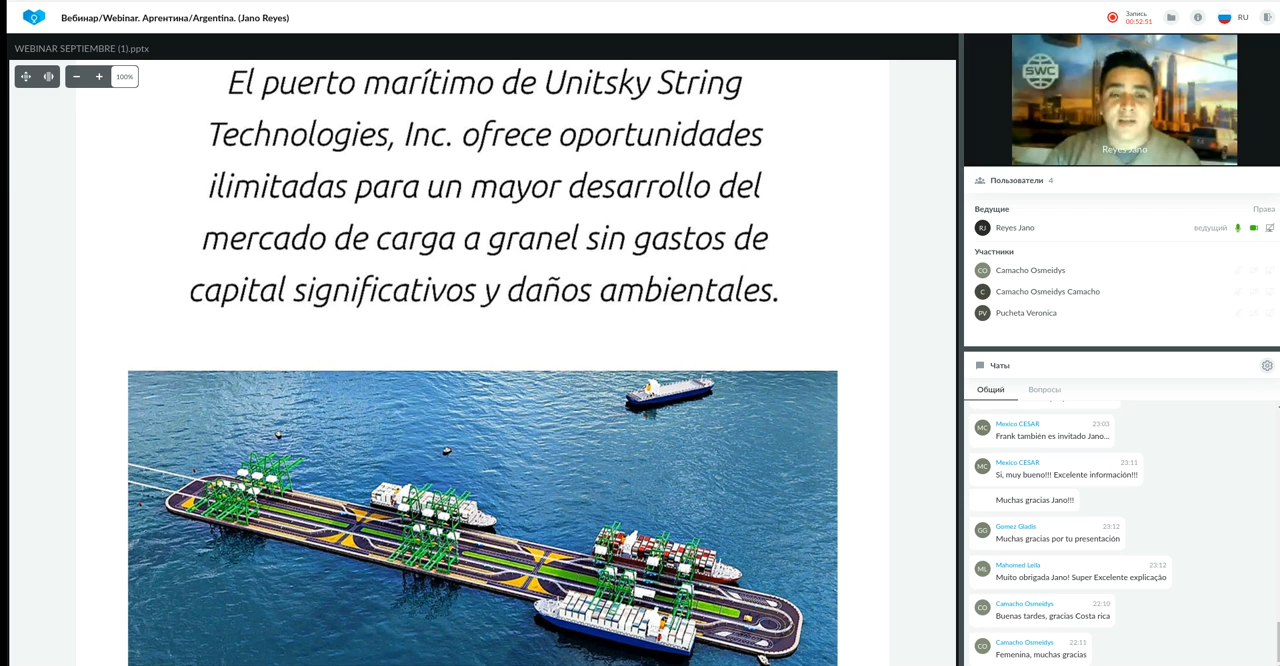 Вебинар/Webinar. Аргентина/Argentina. (Jano Reyes)
Запись
00:52:51
RU
WEBINAR SEPTIEMBRE (1).pptx
100%
El puerto marítimo de Unitsky String
Technologies, Inc. ofrece oportunidades
ilimitadas para un mayor desarrollo del
mercado de carga a granel sin gastos de
capital significativos y daños ambientales.
SWC
Reyes Jano
Пользователи 4
Ведущие Права
RJ Reyes Jano ведущий
Участники
CO Camacho Osmeidys
C Camacho Osmeidys Camacho
PV Pucheta Veronica
Чаты
Общий Вопросы
MC Mexico CESAR 23:03
Frank también es invitado Jano...
MC Mexico CESAR 23:11
Si, muy bueno!!! Excelente información!!!
Muchas gracias Jano!!!
GG Gomez Gladis 23:12
Muchas gracias por tu presentación
ML Mahomed Leila 23:12
Muito obrigada Jano! Super Excelente explicação
CO Camacho Osmeidys 22:10
Buenas tardes, gracias Costa rica
CO Camacho Osmeidys 22:11
Femenina, muchas gracias